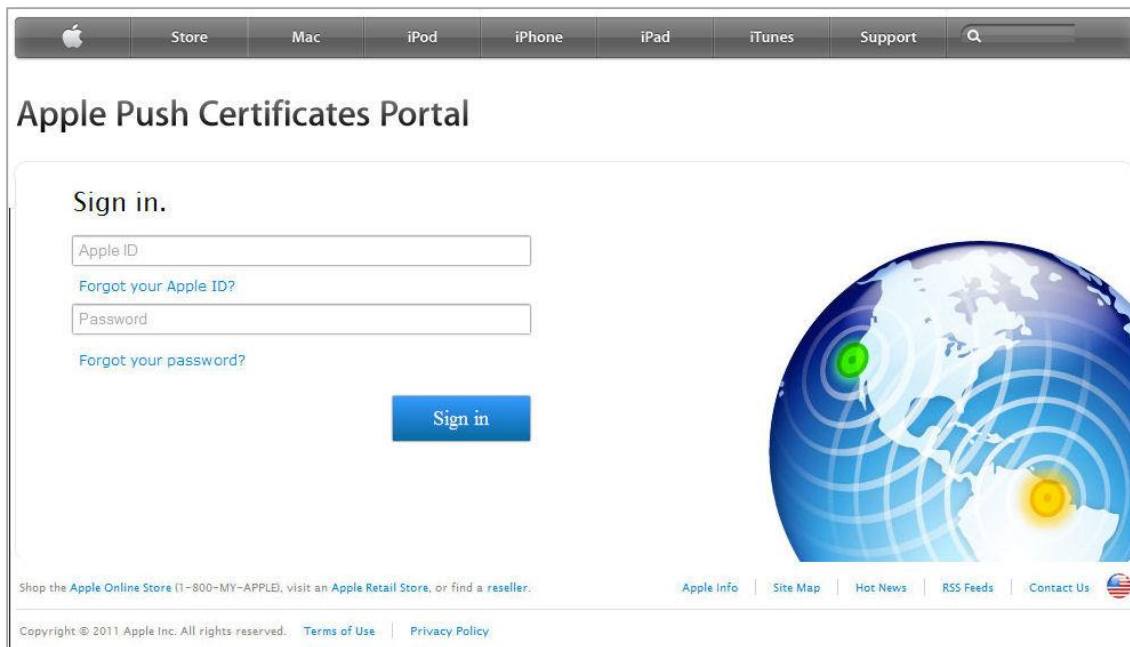 Store Mac iPod iPhone iPad iTunes Support
Apple Push Certificates Portal
Sign in.
Apple ID
Forgot your Apple ID?
Password
Forgot your password?
Sign in
Shop the Apple Online Store (1-800-MY-APPLE), visit an Apple Retail Store, or find a reseller. Apple Info Site Map Hot News RSS Feeds Contact Us
Copyright © 2011 Apple Inc. All rights reserved. Terms of Use Privacy Policy